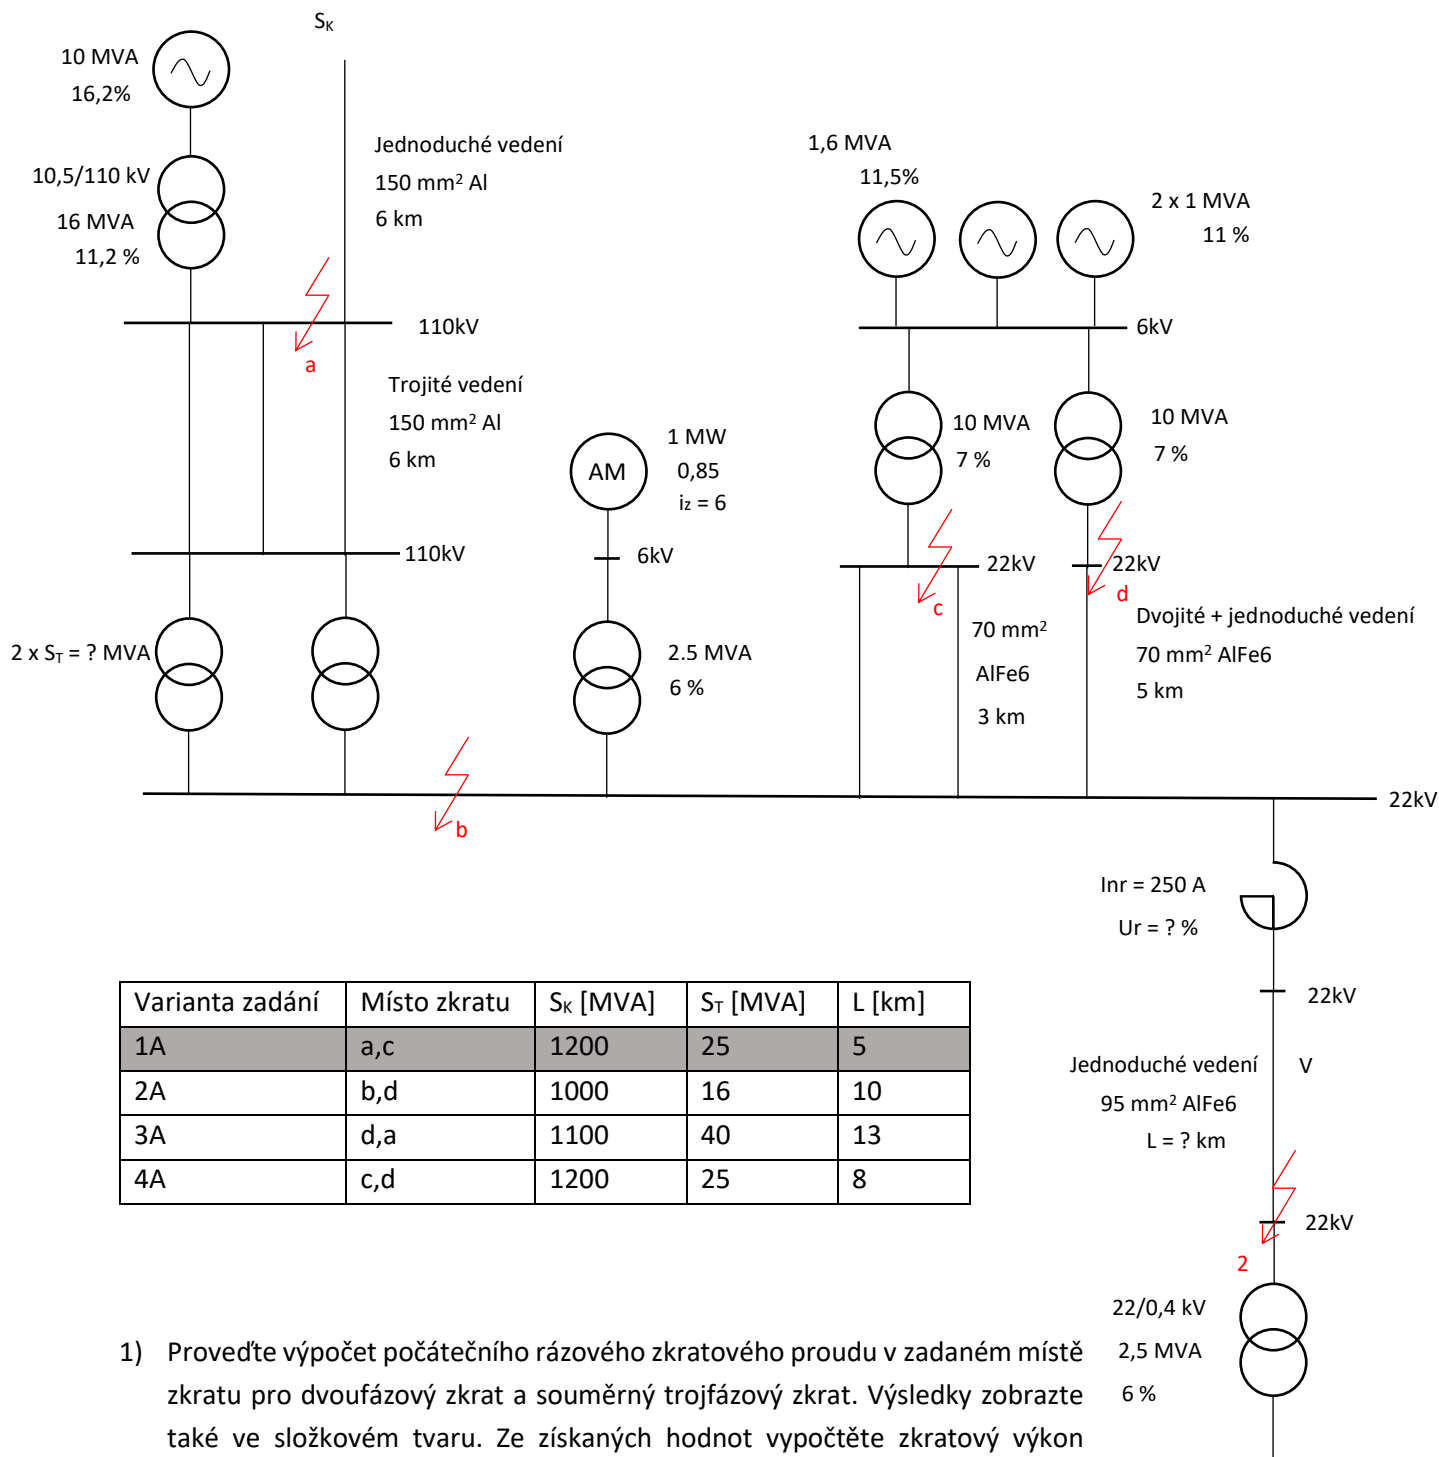 S_K
10 MVA
16,2%
10,5/110 kV
16 MVA
11,2 %
Jednoduché vedení
150 mm² Al
6 km
110kV
a
Trojité vedení
150 mm² Al
6 km
110kV
2 x S_T = ? MVA
AM
1 MW
0,85
i_z = 6
6kV
2.5 MVA
6 %
1,6 MVA
11,5%
2 x 1 MVA
11 %
6kV
10 MVA
7 %
10 MVA
7 %
22kV
c
22kV
d
70 mm²
AlFe6
3 km
Dvojité + jednoduché vedení
70 mm² AlFe6
5 km
b
22kV
Inr = 250 A
Ur = ? %
22kV
Jednoduché vedení V
95 mm² AlFe6
L = ? km
22kV
2
22/0,4 kV
2,5 MVA
6 %
Varianta zadání Místo zkratu S_K [MVA] S_T [MVA] L [km]
1A a,c 1200 25 5
2A b,d 1000 16 10
3A d,a 1100 40 13
4A c,d 1200 25 8
1) Proveďte výpočet počátečního rázového zkratového proudu v zadaném místě
zkratu pro dvoufázový zkrat a souměrný trojfázový zkrat. Výsledky zobrazte
také ve složkovém tvaru. Ze získaných hodnot vypočtěte zkratový výkon